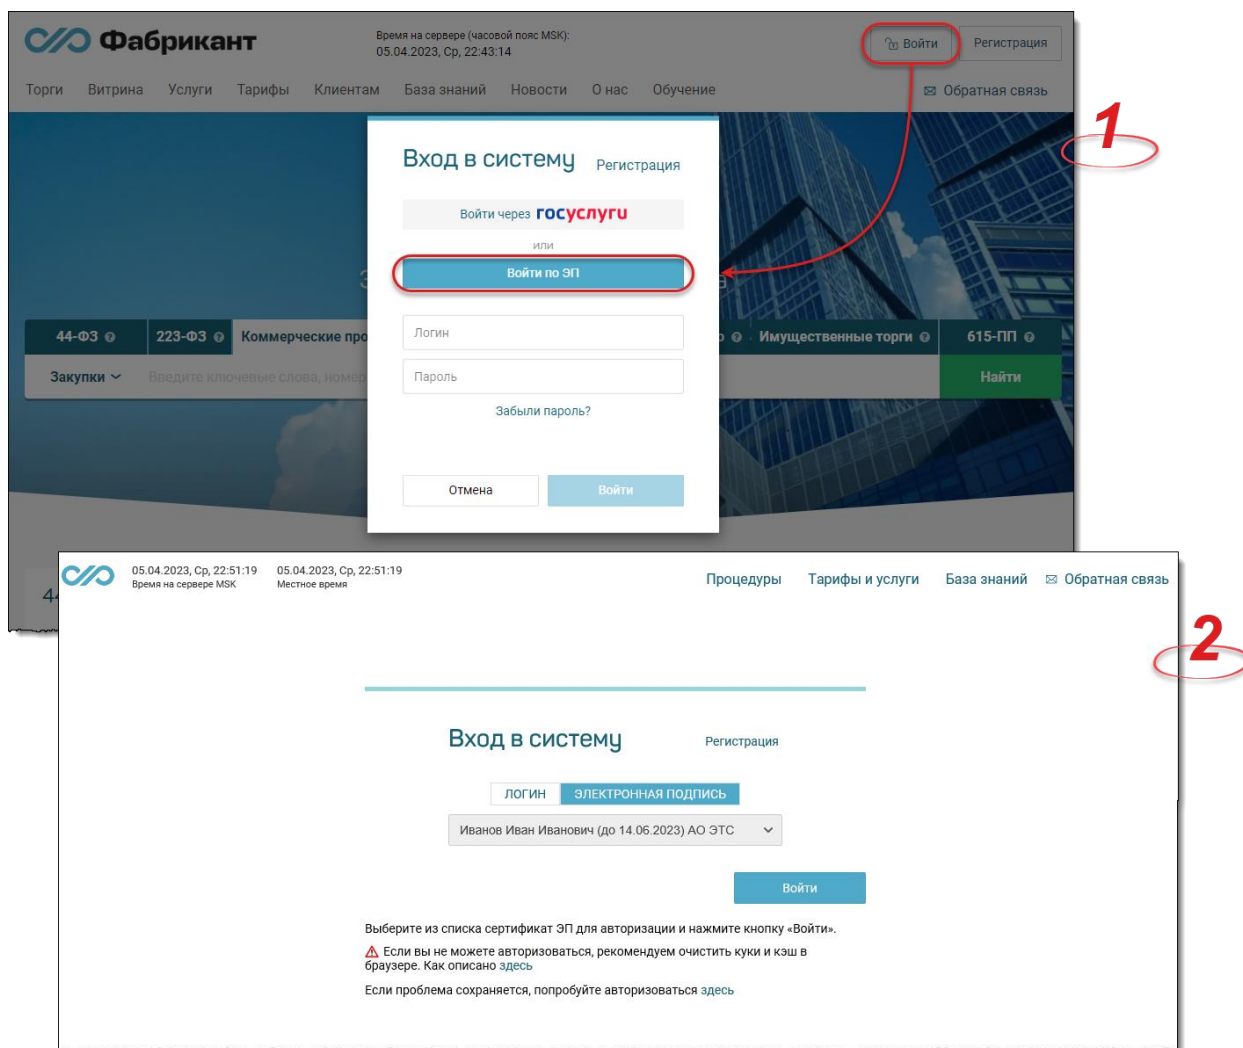 Фабрикант
Время на сервере (часовой пояс MSK):
05.04.2023, Ср, 22:43:14
Войти
Регистрация
Торги Витрина Услуги Тарифы Клиентам База знаний Новости О нас Обучение
Обратная связь
1
Вход в систему Регистрация
Войти через госуслуги
или
Войти по ЭП
Логин
Пароль
Забыли пароль?
Отмена Войти
44-ФЗ 223-ФЗ Коммерческие про
Имущественные торги 615-ПП
Закупки Введите ключевые слова, номер
Найти
44
2
05.04.2023, Ср, 22:51:19 05.04.2023, Ср, 22:51:19
Время на сервере MSK Местное время
Процедуры Тарифы и услуги База знаний Обратная связь
Вход в систему Регистрация
ЛОГИН ЭЛЕКТРОННАЯ ПОДПИСЬ
Иванов Иван Иванович (до 14.06.2023) АО ЭТС
Войти
Выберите из списка сертификат ЭП для авторизации и нажмите кнопку «Войти».
Если вы не можете авторизоваться, рекомендуем очистить куки и кэш в
браузере. Как описано здесь
Если проблема сохраняется, попробуйте авторизоваться здесь